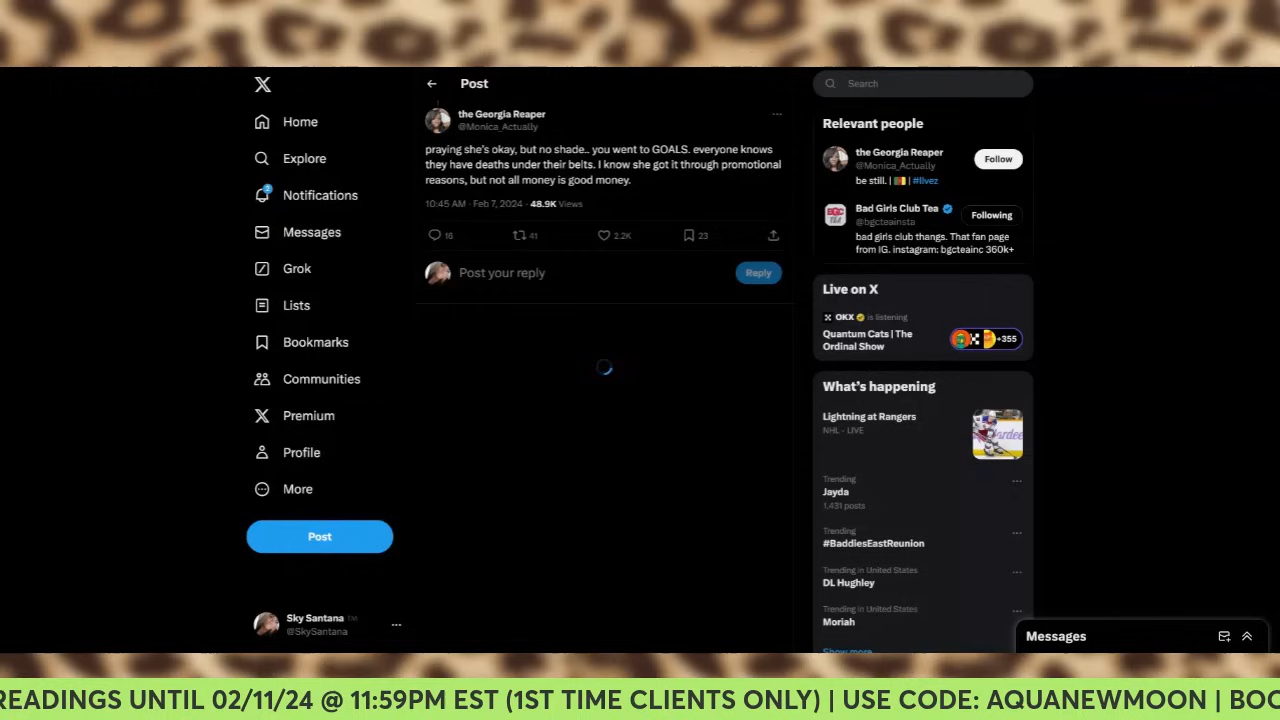 Home
Explore
2
Notifications
Messages
Grok
Lists
Bookmarks
Communities
Premium
Profile
More
Post
Sky Santana
@SkySantana
Post
the Georgia Reaper
@Monica_Actually
praying she's okay, but no shade.. you went to GOALS. everyone knows
they have deaths under their belts. I know she got it through promotional
reasons, but not all money is good money.
10:45 AM · Feb 7, 2024 · 48.9K Views
16 41 2.2K 23
Post your reply
Reply
Search
Relevant people
the Georgia Reaper
@Monica_Actually
Follow
be still. | | #llvez
Bad Girls Club Tea
@bgcteainsta
Following
bad girls club thangs. That fan page
from IG. instagram: bgcteainc 360k+
Live on X
OKX is listening
Quantum Cats | The
Ordinal Show
+355
What's happening
Lightning at Rangers
NHL · LIVE
Trending
Jayda
1,431 posts
Trending
#BaddiesEastReunion
Trending in United States
DL Hughley
Trending in United States
Moriah
Show more
Messages
READINGS UNTIL 02/11/24 @ 11:59PM EST (1ST TIME CLIENTS ONLY) | USE CODE: AQUANEWMOON | BOO